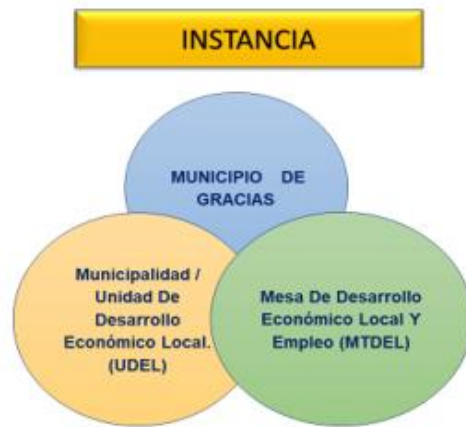 INSTANCIA
MUNICIPIO DE
GRACIAS
Municipalidad /
Unidad De
Desarrollo
Económico Local.
(UDEL)
Mesa De Desarrollo
Económico Local Y
Empleo (MTDEL)